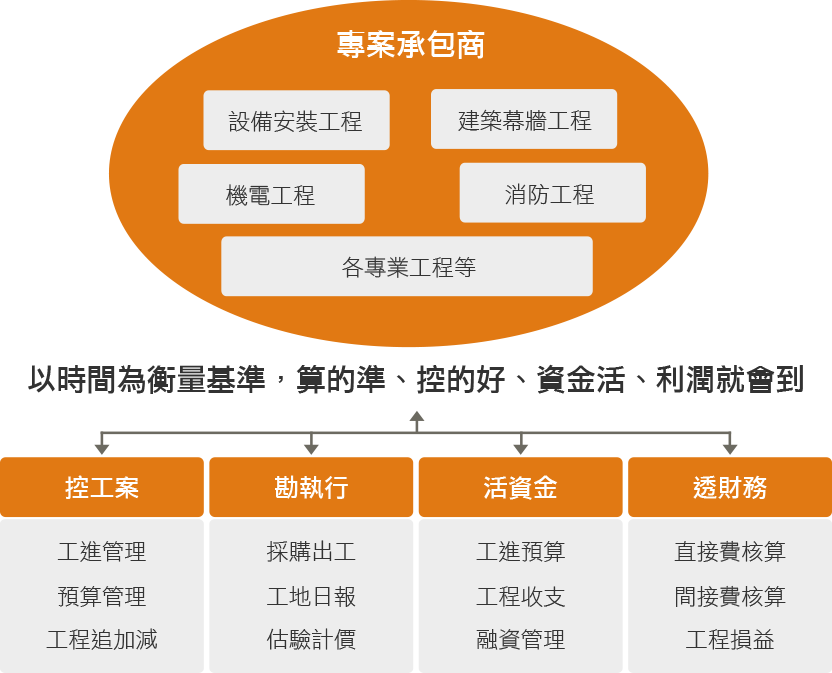 專案承包商
設備安裝工程
建築幕牆工程
機電工程
消防工程
各專業工程等
以時間為衡量基準，算的準、控的好、資金活、利潤就會到
控工案
勘執行
活資金
透財務
工進管理
預算管理
工程追加減
採購出工
工地日報
估驗計價
工進預算
工程收支
融資管理
直接費核算
間接費核算
工程損益